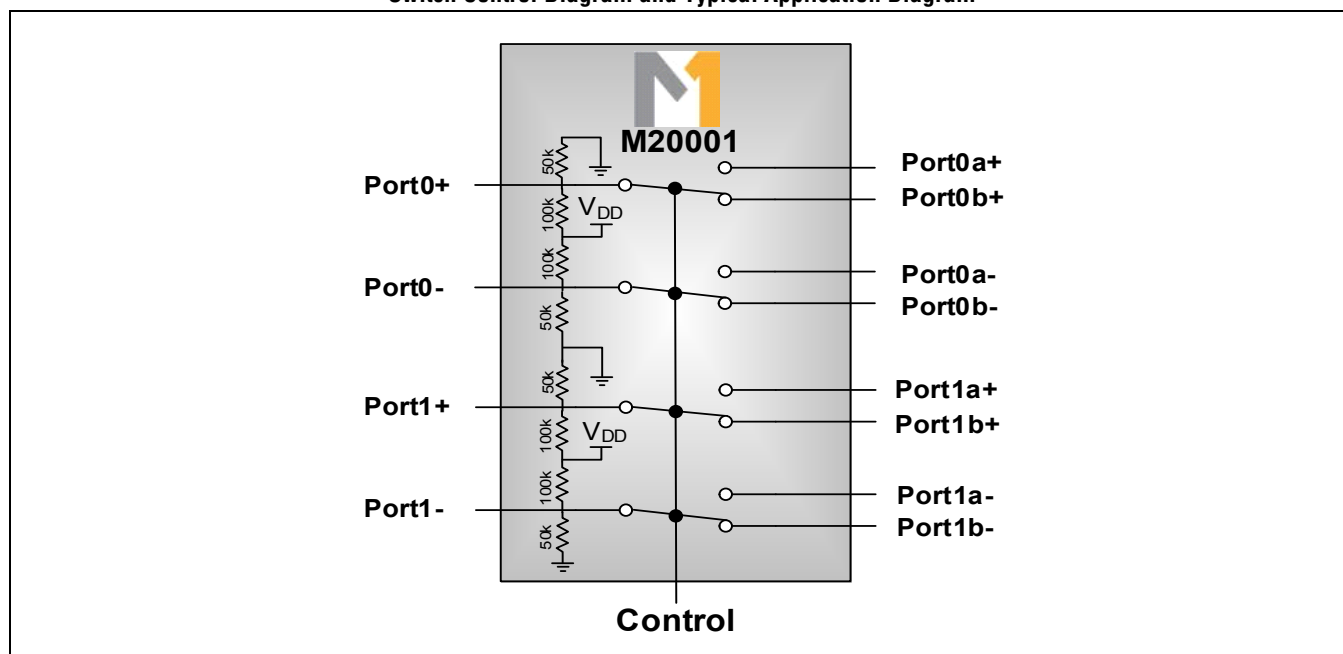 Switch Control Diagram and Typical Application Diagram
M20001
50k
Port0+
Port0a+
Port0b+
100k
VDD
100k
Port0-
Port0a-
Port0b-
50k
50k
Port1+
Port1a+
Port1b+
100k
VDD
100k
Port1-
Port1a-
Port1b-
50k
Control